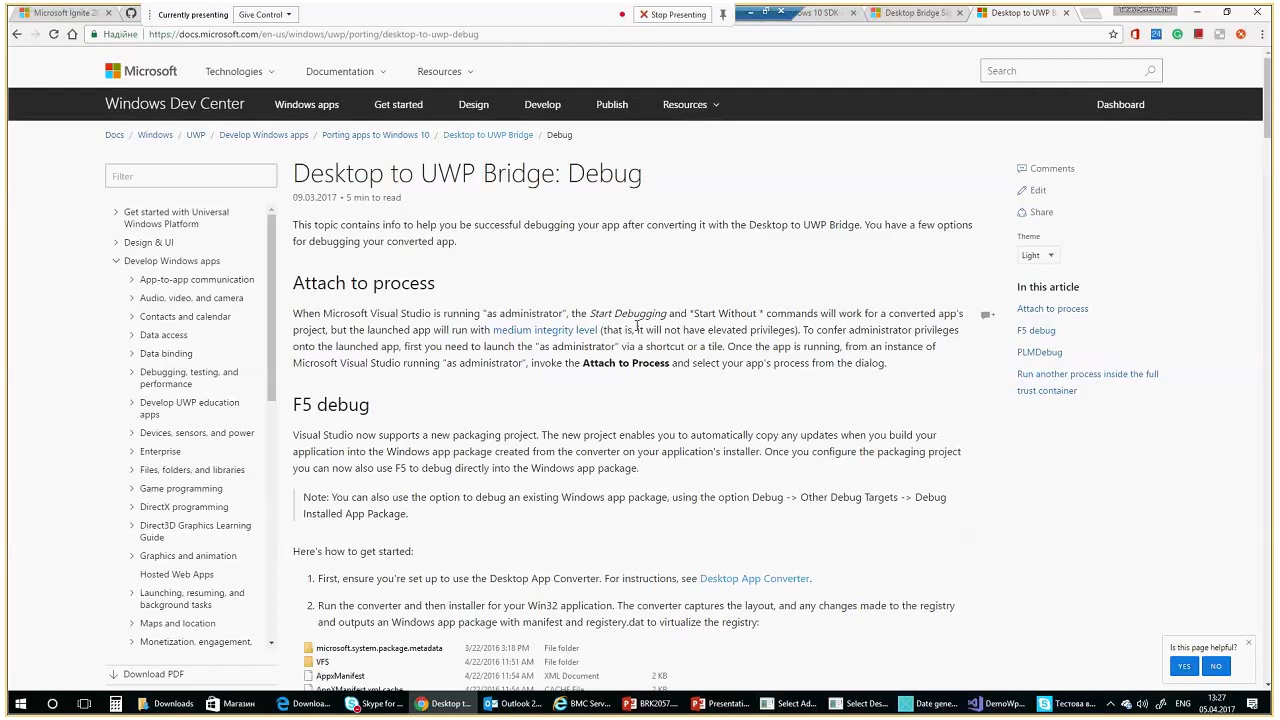 Microsoft Ignite 20
Currently presenting
Give Control
Stop Presenting
10 SDK -
Desktop Bridge
Desktop to UWP B
Надійне
https://docs.microsoft.com/en-us/windows/uwp/porting/desktop-to-uwp-debug
24
Microsoft
Technologies
Documentation
Resources
Search
Windows Dev Center
Windows apps
Get started
Design
Develop
Publish
Resources
Dashboard
Docs
Windows
UWP
Develop Windows apps
Porting apps to Windows 10
Desktop to UWP Bridge
Debug
Filter
Get started with Universal
Windows Platform
Design & UI
Develop Windows apps
App-to-app communication
Audio, video, and camera
Contacts and calendar
Data access
Data binding
Debugging, testing, and
performance
Develop UWP education
apps
Devices, sensors, and power
Enterprise
Files, folders, and libraries
Game programming
DirectX programming
Direct3D Graphics Learning
Guide
Graphics and animation
Hosted Web Apps
Launching, resuming, and
background tasks
Maps and location
Monetization, engagement,
Download PDF
Desktop to UWP Bridge: Debug
09.03.2017 • 5 min to read
This topic contains info to help you be successful debugging your app after converting it with the Desktop to UWP Bridge. You have a few options
for debugging your converted app.
Attach to process
When Microsoft Visual Studio is running "as administrator", the Start Debugging and *Start Without * commands will work for a converted app's
project, but the launched app will run with medium integrity level (that is, it will not have elevated privileges). To confer administrator privileges
onto the launched app, first you need to launch the "as administrator" via a shortcut or a tile. Once the app is running, from an instance of
Microsoft Visual Studio running "as administrator", invoke the Attach to Process and select your app's process from the dialog.
F5 debug
Visual Studio now supports a new packaging project. The new project enables you to automatically copy any updates when you build your
application into the Windows app package created from the converter on your application's installer. Once you configure the packaging project
you can now also use F5 to debug directly into the Windows app package.
Note: You can also use the option to debug an existing Windows app package, using the option Debug -> Other Debug Targets -> Debug
Installed App Package.
Here's how to get started:
1. First, ensure you're set up to use the Desktop App Converter. For instructions, see Desktop App Converter.
2. Run the converter and then installer for your Win32 application. The converter captures the layout, and any changes made to the registry
and outputs an Windows app package with manifest and registery.dat to virtualize the registry:
microsoft.system.package.metadata 3/22/2016 3:18 PM File folder
VFS 4/22/2016 11:51 AM File folder
AppxManifest 4/22/2016 11:54 AM XML Document 2 KB
AppXManifest.xml.cache 4/22/2016 11:54 AM CACHE File 2 KB
Comments
Edit
Share
Theme
Light
In this article
Attach to process
F5 debug
PLMDebug
Run another process inside the full
trust container
Is this page helpful?
YES
NO
Downloads
Магазин
Downloa...
Skype for ...
Desktop t...
Outlook 2...
BMC Serv...
BRK2057...
Presentati...
Select Ad...
Select Des...
Date gene...
DemoWp...
Тестова в...
ENG
13:27
05.04.2017